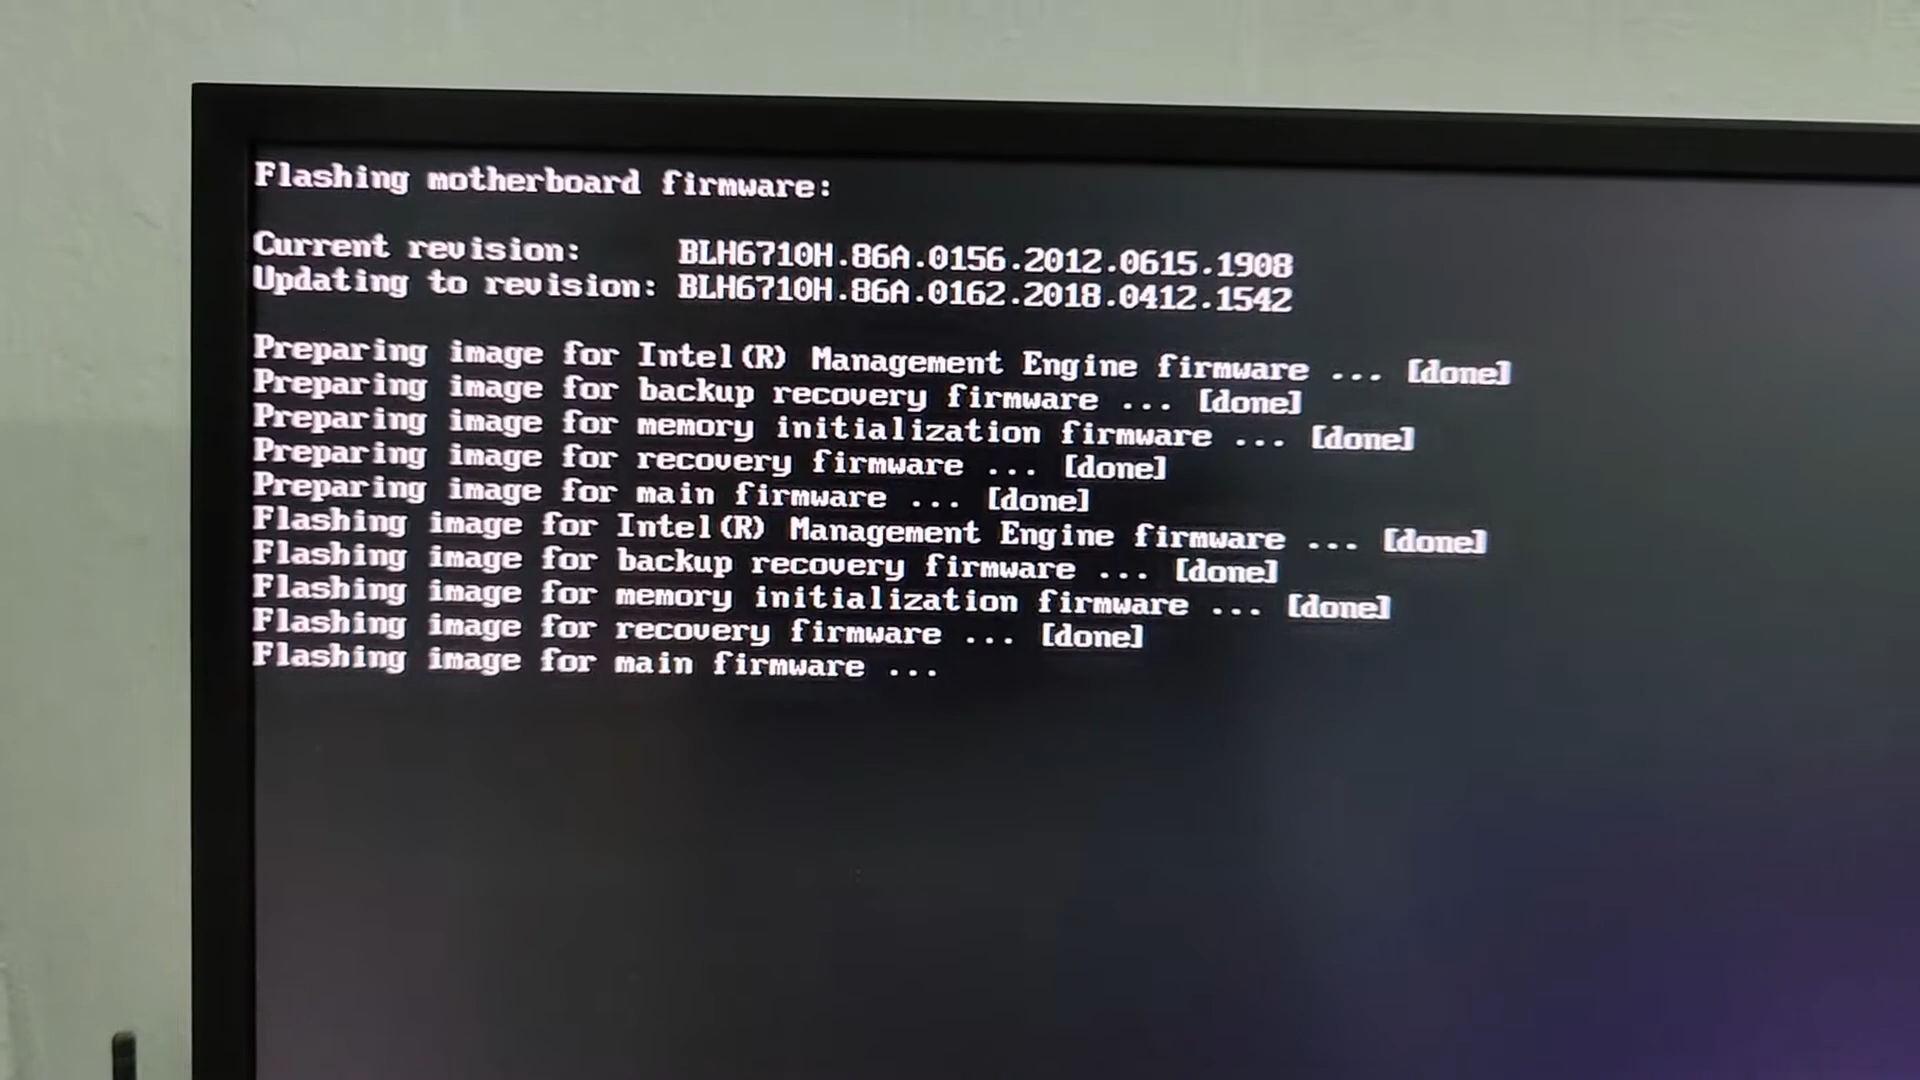 Flashing motherboard firmware:
Current revision: BLH6710H.86A.0156.2012.0615.1908
Updating to revision: BLH6710H.86A.0162.2018.0412.1542
Preparing image for Intel(R) Management Engine firmware ... [done]
Preparing image for backup recovery firmware ... [done]
Preparing image for memory initialization firmware ... [done]
Preparing image for recovery firmware ... [done]
Preparing image for main firmware ... [done]
Flashing image for Intel(R) Management Engine firmware ... [done]
Flashing image for backup recovery firmware ... [done]
Flashing image for memory initialization firmware ... [done]
Flashing image for recovery firmware ... [done]
Flashing image for main firmware ...